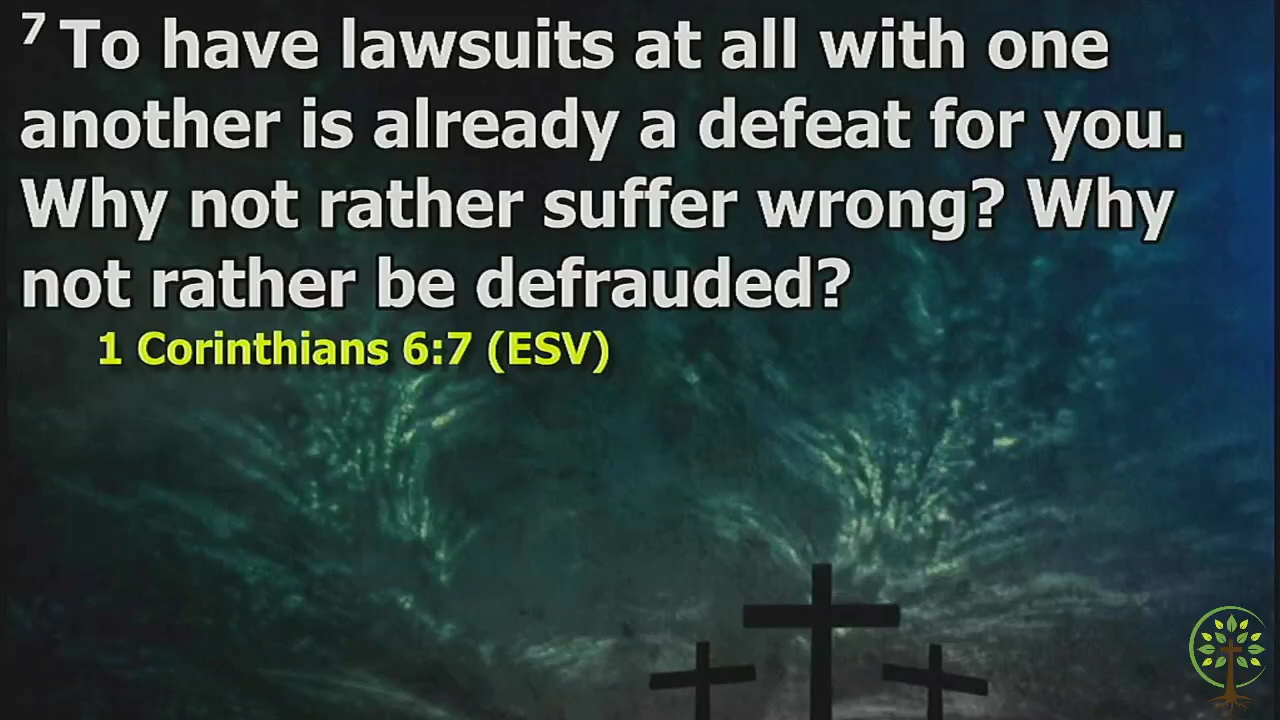 7 To have lawsuits at all with one
another is already a defeat for you.
Why not rather suffer wrong? Why
not rather be defrauded?
1 Corinthians 6:7 (ESV)